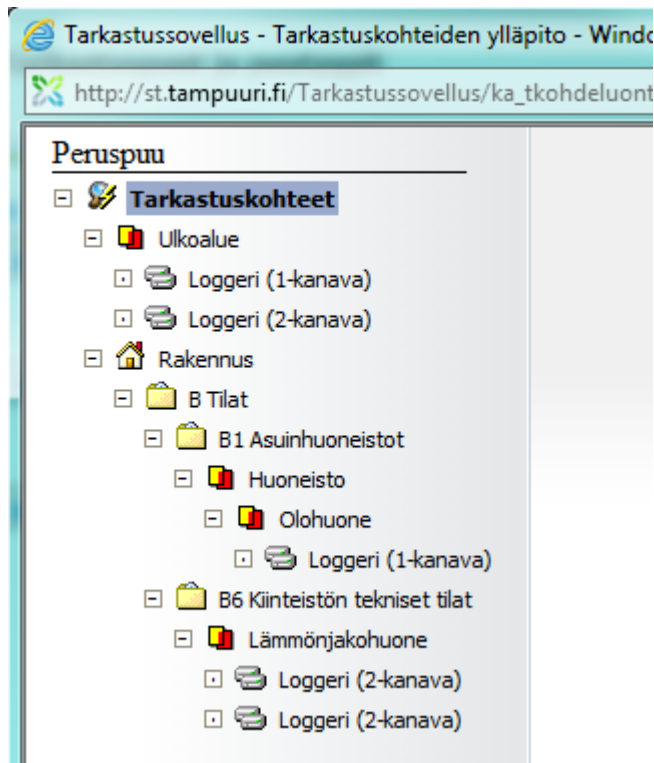 Tarkastussovellus - Tarkastuskohteiden ylläpito - Windo
http://st.tampuuri.fi/Tarkastussovellus/ka_tkohdeluont
Peruspuu
Tarkastuskohteet
Ulkoalue
Loggeri (1-kanava)
Loggeri (2-kanava)
Rakennus
B Tilat
B1 Asuinhuoneistot
Huoneisto
Olohuone
Loggeri (1-kanava)
B6 Kiinteistön tekniset tilat
Lämmönjakohuone
Loggeri (2-kanava)
Loggeri (2-kanava)